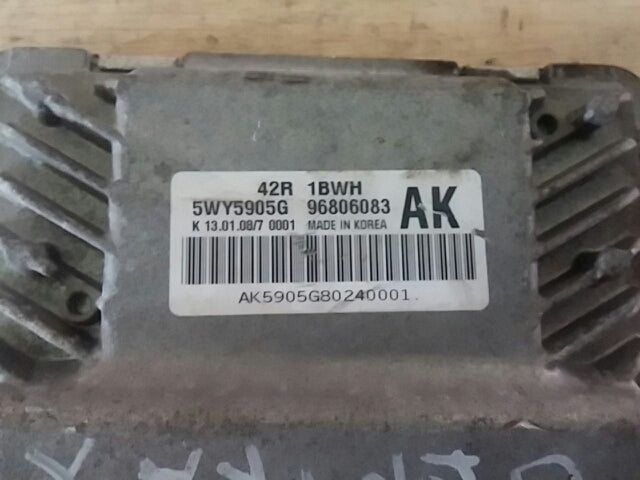 42R 1BWH
5WY5905G 96806083 AK
K 13.01.08/7 0001 MADE IN KOREA
AK5905G80240001.